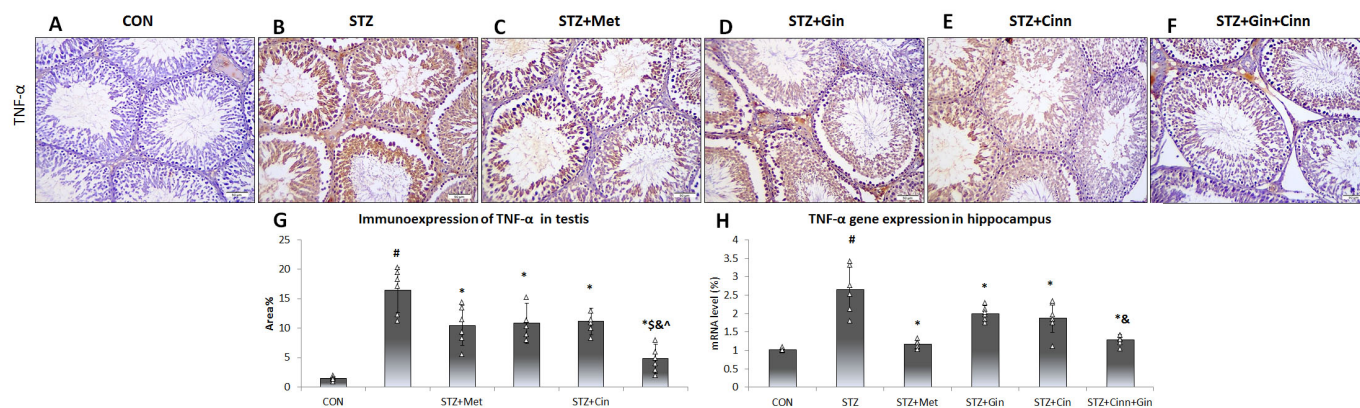 A CON
B STZ
C STZ+Met
D STZ+Gin
E STZ+Cinn
F STZ+Gin+Cinn
TNF-α
G Immunoexpression of TNF-α in testis
Area%
25
20
15
10
5
0
#
*
*
*
*$&^
CON STZ+Met STZ+Cin
H TNF-α gene expression in hippocampus
mRNA level (%)
4
3.5
3
2.5
2
1.5
1
0.5
0
#
*
*
*
*&
CON STZ STZ+Met STZ+Gin STZ+Cin STZ+Cinn+Gin